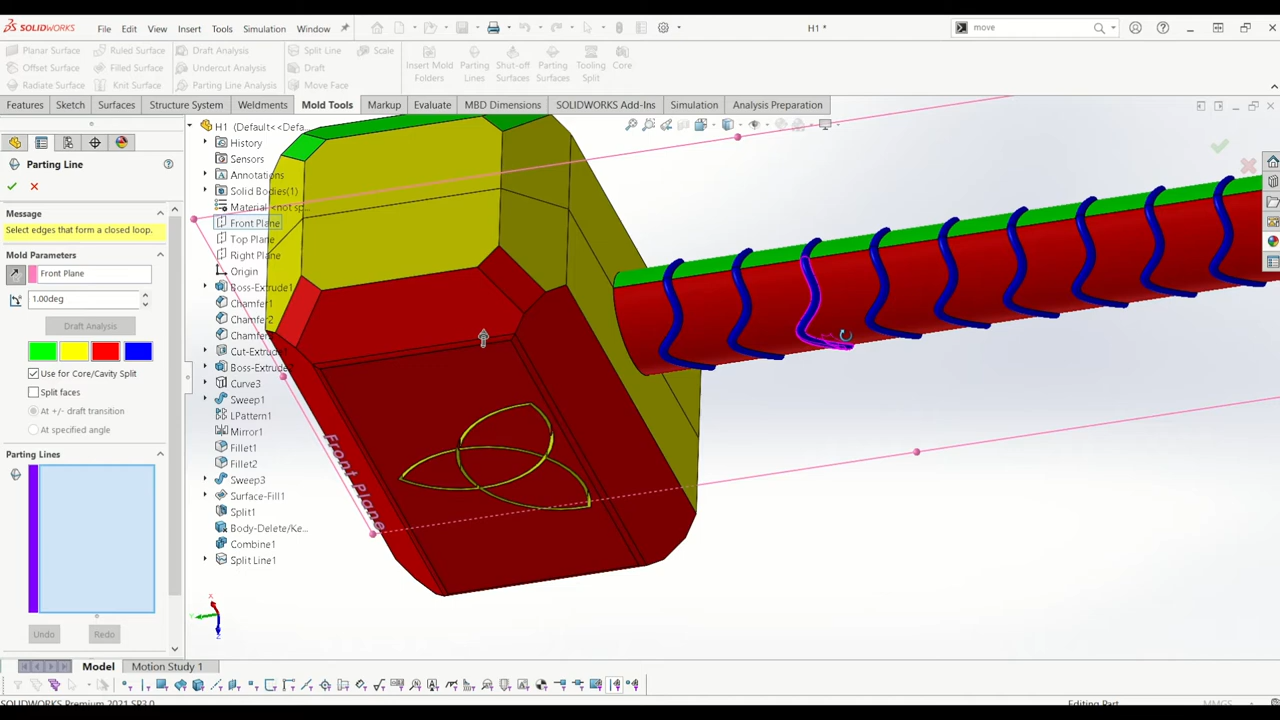 SOLIDWORKS File Edit View Insert Tools Simulation Window H1 * move
Planar Surface Ruled Surface Draft Analysis Split Line Scale
Offset Surface Filled Surface Undercut Analysis Draft Insert Mold Folders Parting Lines Shut-off Surfaces Parting Surfaces Tooling Split Core
Radiate Surface Knit Surface Parting Line Analysis Move Face
Features Sketch Surfaces Structure System Weldments Mold Tools Markup Evaluate MBD Dimensions SOLIDWORKS Add-Ins Simulation Analysis Preparation
H1 (Default<<Defa...
History
Sensors
Annotations
Solid Bodies(1)
Material <not sp...
Front Plane
Top Plane
Right Plane
Origin
Boss-Extrude1
Chamfer1
Chamfer2
Cut-Extrude1
Curve3
Sweep1
LPattern1
Mirror1
Fillet1
Fillet2
Sweep3
Surface-Fill1
Split1
Body-Delete/Ke...
Combine1
Split Line1
Parting Line
Message
Select edges that form a closed loop.
Mold Parameters
Front Plane
1.00deg
Draft Analysis
Use for Core/Cavity Split
Split faces
At +/- draft transition
At specified angle
Parting Lines
Undo Redo
Front Plane
X
Y
Z
Model Motion Study 1
SOLIDWORKS Premium 2021 SP3.0 Editing Part MMGS